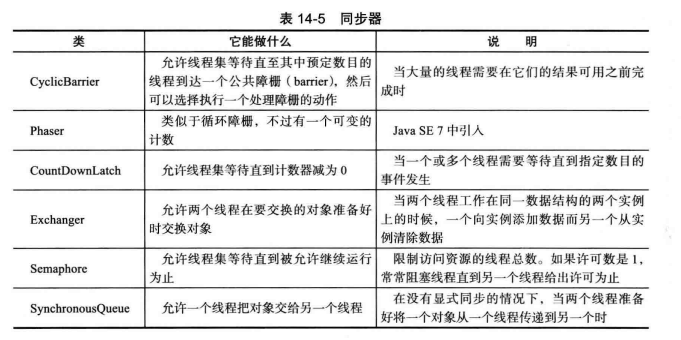 表 14-5 同步器
类 它能做什么 说 明
CyclicBarrier
允许线程集等待直至其中预定数目的
线程到达一个公共障栅（barrier），然后
可以选择执行一个处理障栅的动作
当大量的线程需要在它们的结果可用之前完
成时
Phaser
类似于循环障栅，不过有一个可变的
计数
Java SE 7 中引入
CountDownLatch
允许线程集等待直到计数器减为 0
当一个或多个线程需要等待直到指定数目的
事件发生
Exchanger
允许两个线程在要交换的对象准备好
时交换对象
当两个线程工作在同一数据结构的两个实例
上的时候，一个向实例添加数据而另一个从实
例清除数据
Semaphore
允许线程集等待直到被允许继续运行
为止
限制访问资源的线程总数。如果许可数是 1，
常常阻塞线程直到另一个线程给出许可为止
SynchronousQueue
允许一个线程把对象交给另一个线程
在没有显式同步的情况下，当两个线程准备
好将一个对象从一个线程传递到另一个时